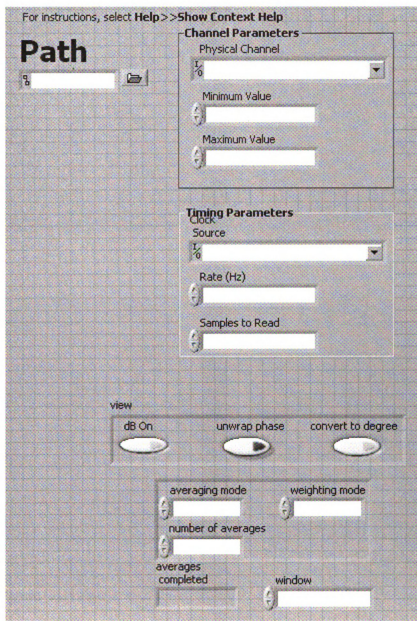 For instructions, select Help>>Show Context Help
Path
Channel Parameters
Physical Channel
Minimum Value
Maximum Value
Timing Parameters
Clock
Source
Rate (Hz)
Samples to Read
view
dB On
unwrap phase
convert to degree
averaging mode
weighting mode
number of averages
averages
completed
window